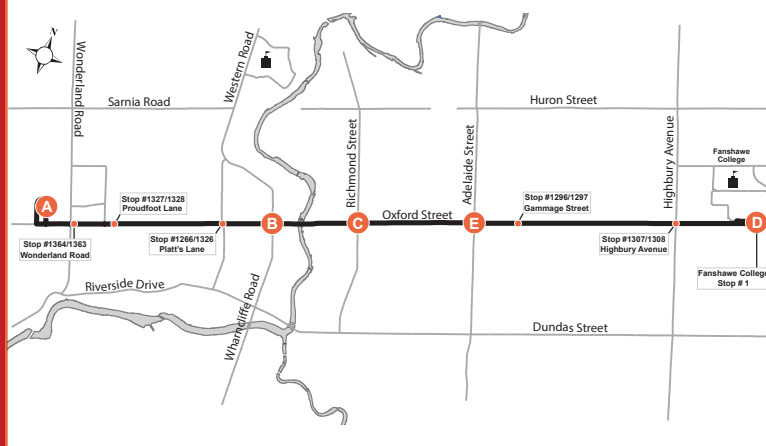 N
Wonderland Road
Western Road
Sarnia Road
Huron Street
Richmond Street
Adelaide Street
Highbury Avenue
Fanshawe
College
A
Stop #1327/1328
Proudfoot Lane
Stop #1296/1297
Gammage Street
Oxford Street
B
C
E
D
Stop #1364/1363
Wonderland Road
Stop #1266/1326
Platt's Lane
Stop #1307/1308
Highbury Avenue
Fanshawe College
Stop # 1
Riverside Drive
Wharncliffe Road
Dundas Street